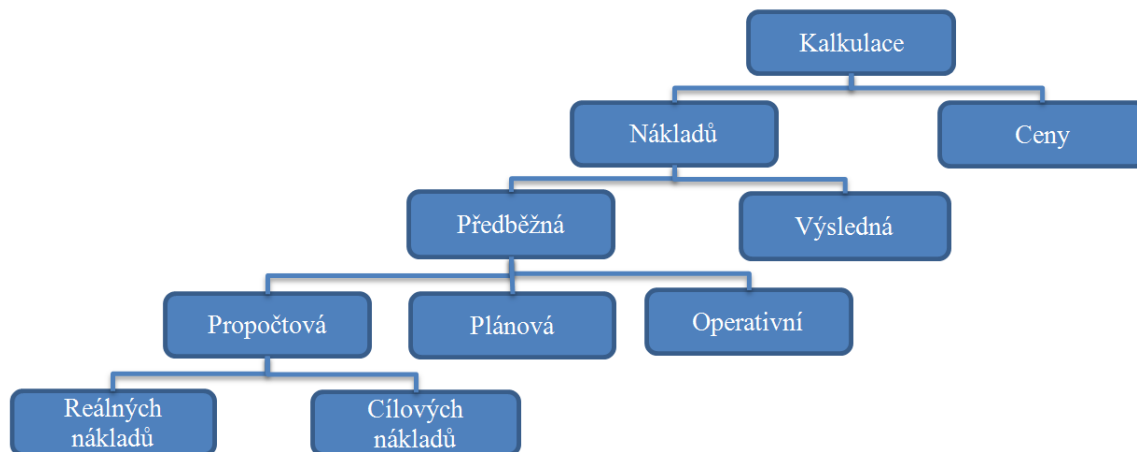 Kalkulace
Nákladů
Ceny
Předběžná
Výsledná
Propočtová
Plánová
Operativní
Reálných
nákladů
Cílových
nákladů